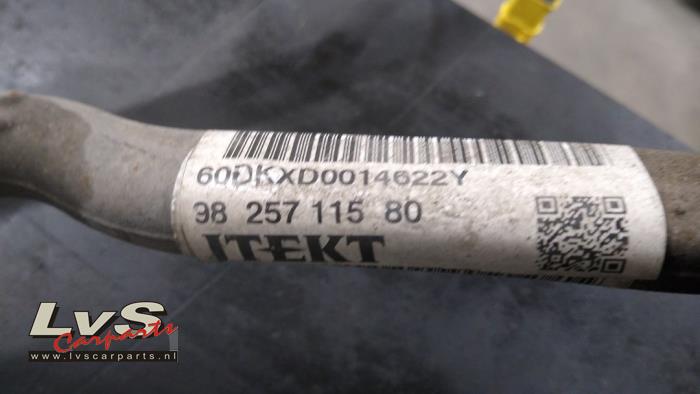 60DKXD0014622Y
98 257 115 80
JTEKT
LvS
Carparts
www.lvscarparts.nl